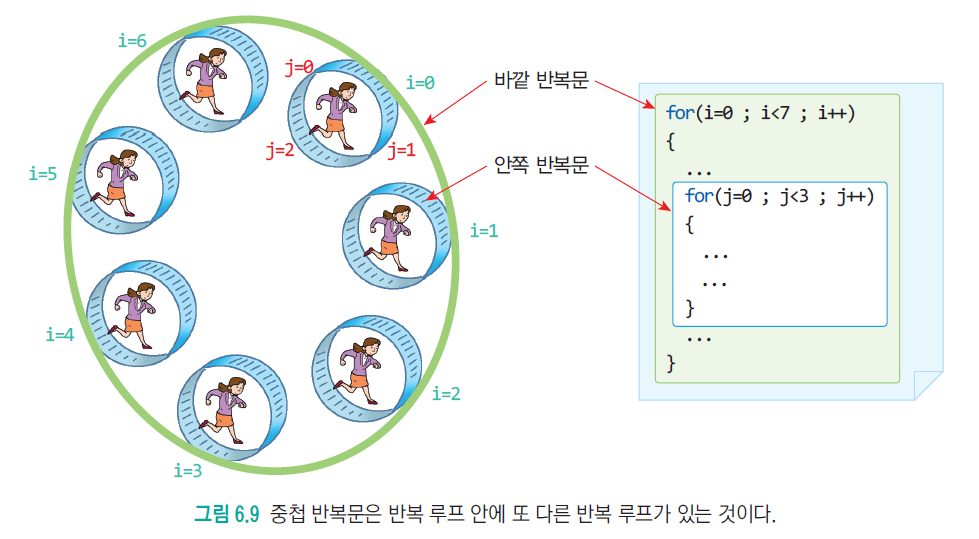 i=6
j=0
i=0
j=2
j=1
i=5
i=1
i=4
i=2
i=3
바깥 반복문
안쪽 반복문
for(i=0 ; i<7 ; i++)
{
...
for(j=0 ; j<3 ; j++)
{
...
...
}
...
}
그림 6.9 중첩 반복문은 반복 루프 안에 또 다른 반복 루프가 있는 것이다.